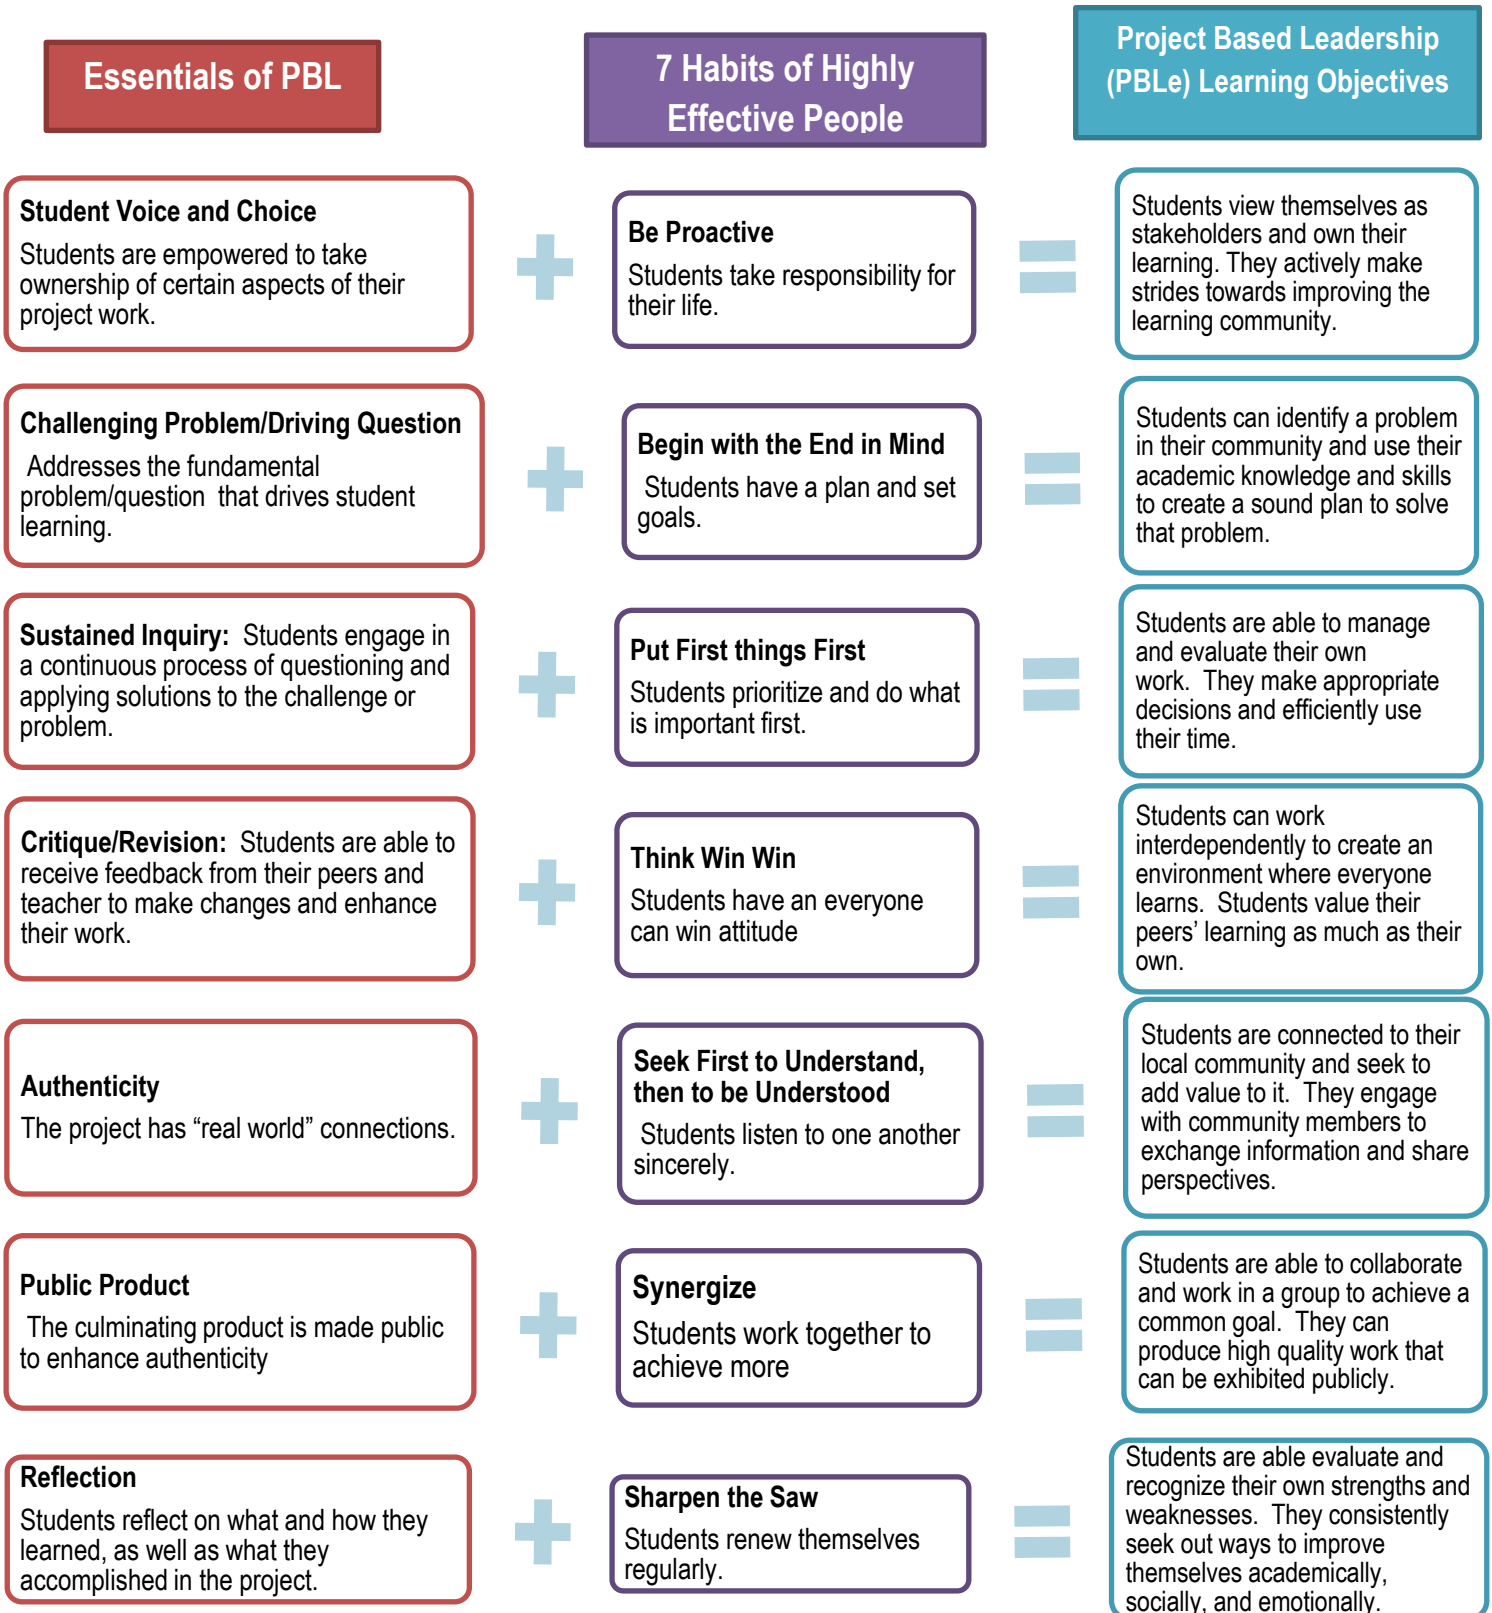 Essentials of PBL
7 Habits of Highly
Effective People
Project Based Leadership
(PBLe) Learning Objectives
Student Voice and Choice
Students are empowered to take
ownership of certain aspects of their
project work.
Be Proactive
Students take responsibility for
their life.
Students view themselves as
stakeholders and own their
learning. They actively make
strides towards improving the
learning community.
Challenging Problem/Driving Question
Addresses the fundamental
problem/question that drives student
learning.
Begin with the End in Mind
Students have a plan and set
goals.
Students can identify a problem
in their community and use their
academic knowledge and skills
to create a sound plan to solve
that problem.
Sustained Inquiry: Students engage in
a continuous process of questioning and
applying solutions to the challenge or
problem.
Put First things First
Students prioritize and do what
is important first.
Students are able to manage
and evaluate their own
work. They make appropriate
decisions and efficiently use
their time.
Critique/Revision: Students are able to
receive feedback from their peers and
teacher to make changes and enhance
their work.
Think Win Win
Students have an everyone
can win attitude
Students can work
interdependently to create an
environment where everyone
learns. Students value their
peers’ learning as much as their
own.
Authenticity
The project has “real world” connections.
Seek First to Understand,
then to be Understood
Students listen to one another
sincerely.
Students are connected to their
local community and seek to
add value to it. They engage
with community members to
exchange information and share
perspectives.
Public Product
The culminating product is made public
to enhance authenticity
Synergize
Students work together to
achieve more
Students are able to collaborate
and work in a group to achieve a
common goal. They can
produce high quality work that
can be exhibited publicly.
Reflection
Students reflect on what and how they
learned, as well as what they
accomplished in the project.
Sharpen the Saw
Students renew themselves
regularly.
Students are able evaluate and
recognize their own strengths and
weaknesses. They consistently
seek out ways to improve
themselves academically,
socially, and emotionally.